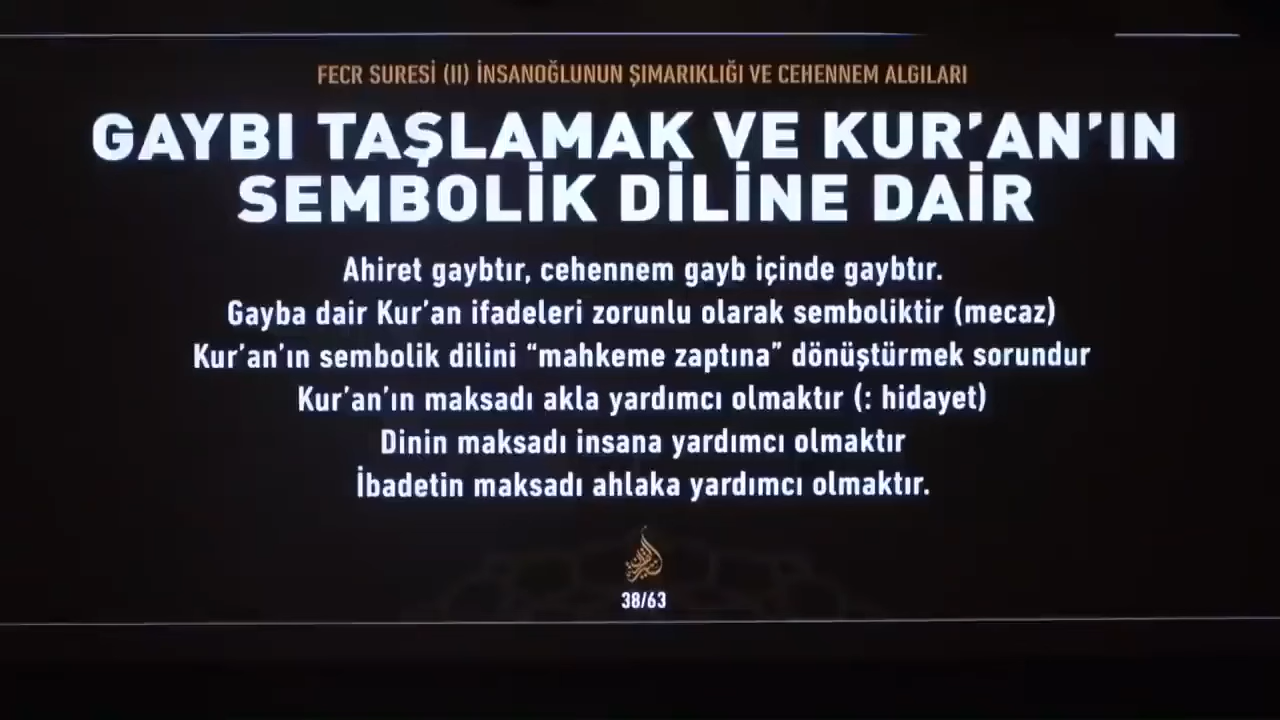 FECR SURESİ (II) İNSANOĞLUNUN ŞIMARIKLIĞI VE CEHENNEM ALGILARI
GAYBI TAŞLAMAK VE KUR'AN'IN
SEMBOLİK DİLİNE DAİR
Ahiret gaybtır, cehennem gayb içinde gaybtır.
Gayba dair Kur'an ifadeleri zorunlu olarak semboliktir (mecaz)
Kur'an'ın sembolik dilini “mahkeme zaptına” dönüştürmek sorundur
Kur'an'ın maksadı akla yardımcı olmaktır (: hidayet)
Dinin maksadı insana yardımcı olmaktır
İbadetin maksadı ahlaka yardımcı olmaktır.
38/63